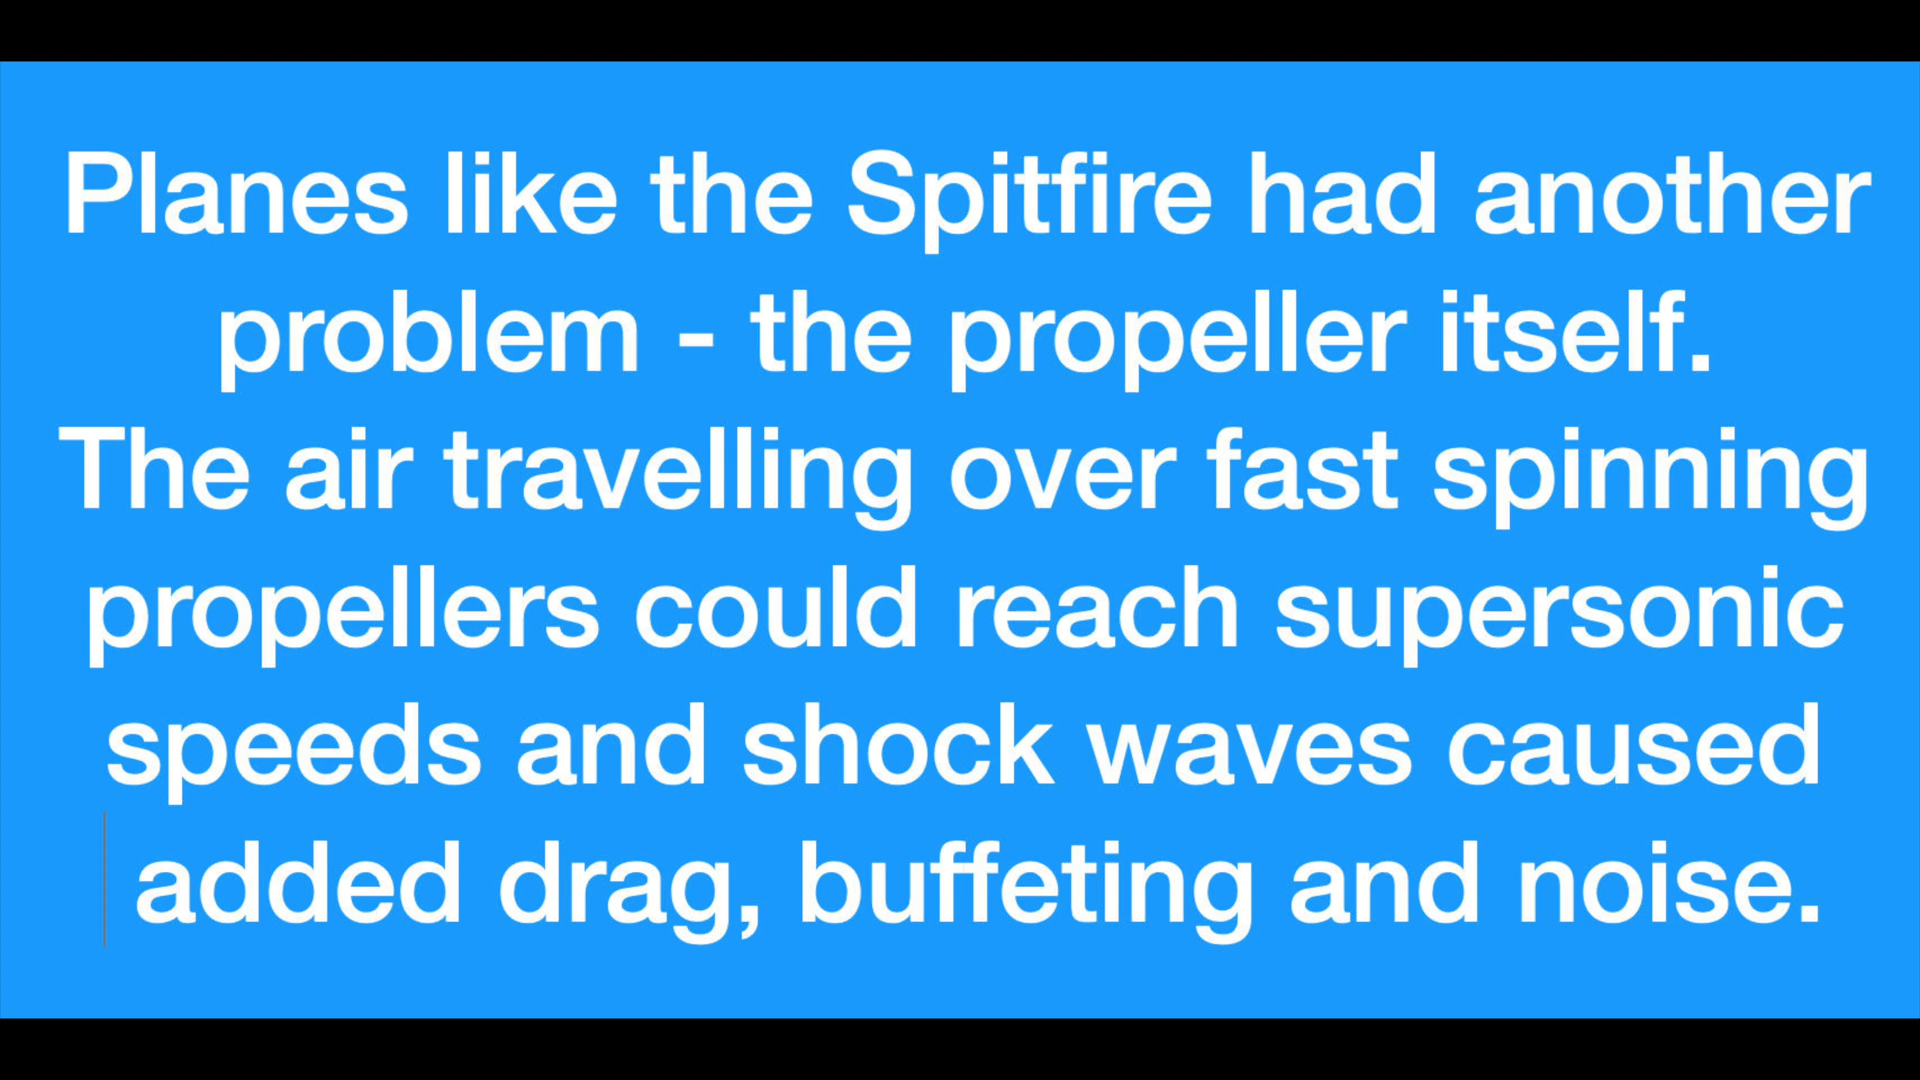 Planes like the Spitfire had another
problem - the propeller itself.
The air travelling over fast spinning
propellers could reach supersonic
speeds and shock waves caused
added drag, buffeting and noise.